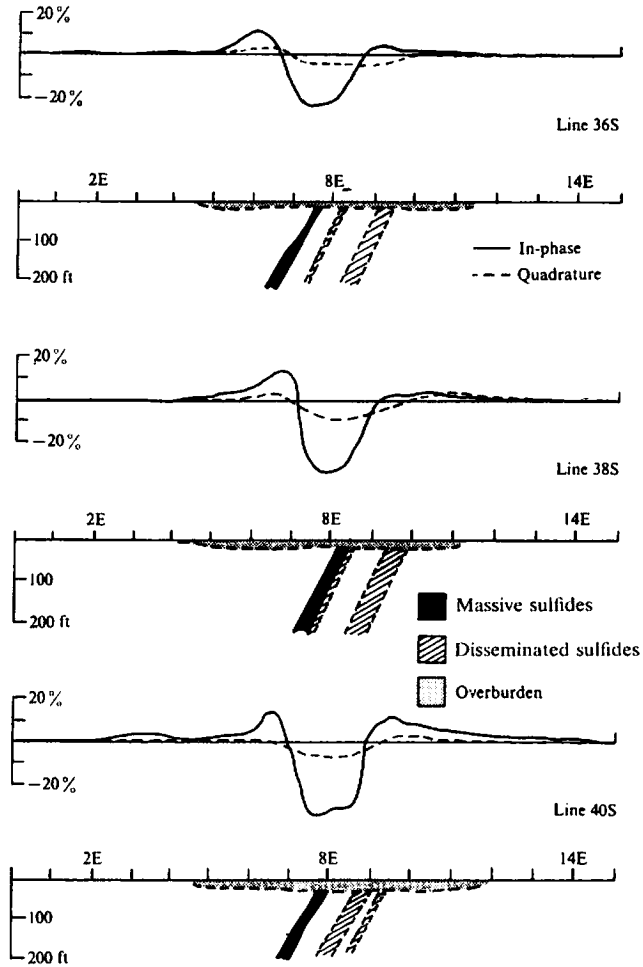 20%
−20%
Line 36S
2E 8E 14E
100
200 ft
In-phase
Quadrature
20%
−20%
Line 38S
2E 8E 14E
100
200 ft
Massive sulfides
Disseminated sulfides
Overburden
20%
−20%
Line 40S
2E 8E 14E
100
200 ft